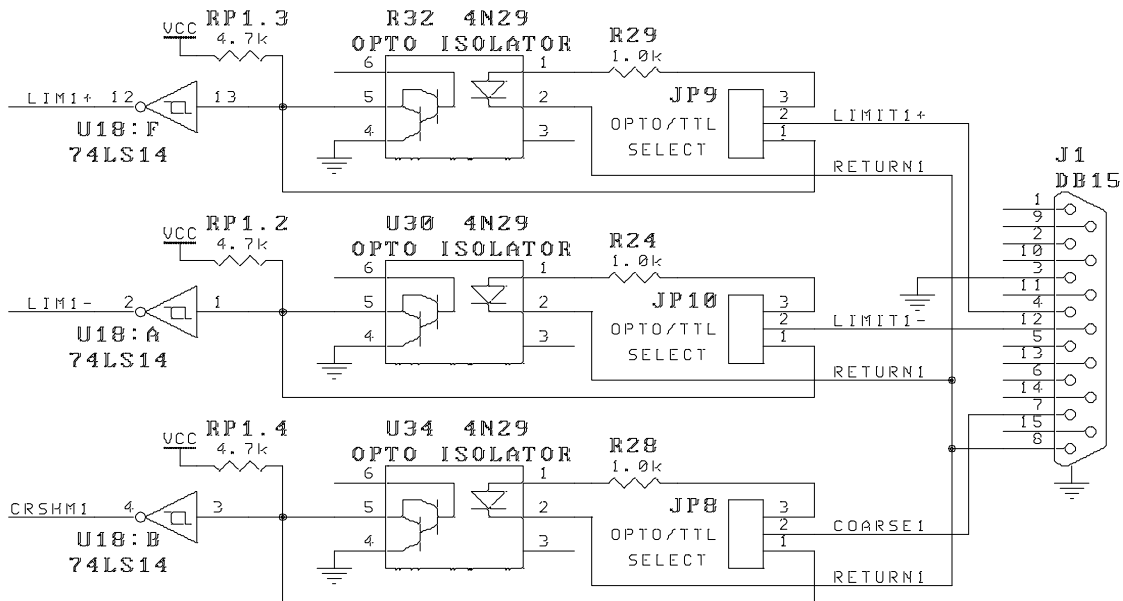 RP1.3 R32 4N29
VCC 4.7k OPTO ISOLATOR R29
6 1 1.0k
LIM1+ 12 13 5 2 JP9 3
U18:F 4 3 OPTO/TTL 2 LIMIT1+
74LS14 SELECT 1
RETURN1
J1
DB15
RP1.2 U30 4N29
VCC 4.7k OPTO ISOLATOR R24
6 1 1.0k
LIM1- 2 1 5 2 JP10 3
U18:A 4 3 OPTO/TTL 2 LIMIT1-
74LS14 SELECT 1
RETURN1
1
9
2
10
3
11
4
12
5
13
6
14
7
15
8
RP1.4 U34 4N29
VCC 4.7k OPTO ISOLATOR R28
6 1 1.0k
CRSHM1 4 3 5 2 JP8 3
U18:B 4 3 OPTO/TTL 2 COARSE1
74LS14 SELECT 1
RETURN1